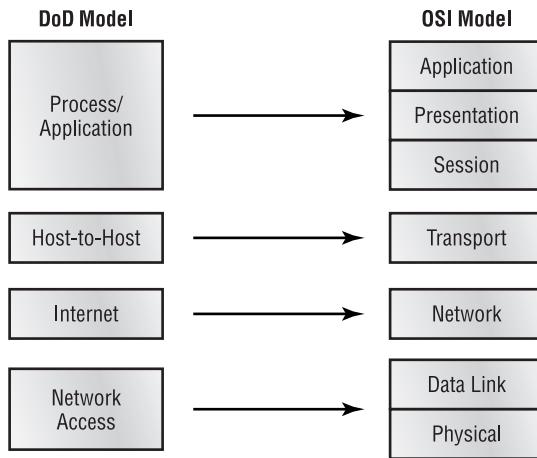 DoD Model
OSI Model
Process/
Application
Application
Presentation
Session
Host-to-Host
Transport
Internet
Network
Network
Access
Data Link
Physical